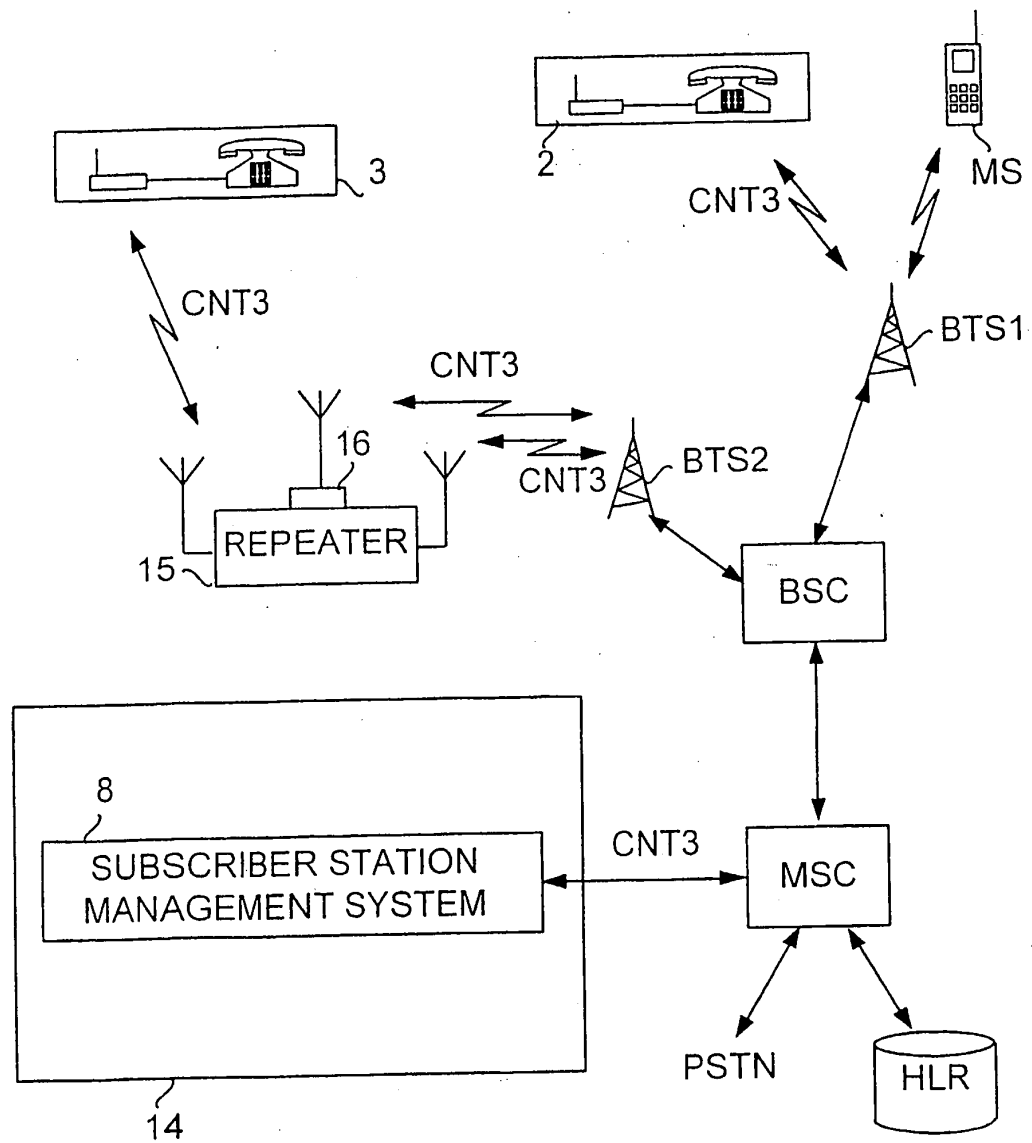 3
2
MS
CNT3
CNT3
BTS1
CNT3
16
CNT3
BTS2
REPEATER
15
BSC
8
SUBSCRIBER STATION
MANAGEMENT SYSTEM
CNT3
MSC
PSTN
HLR
14